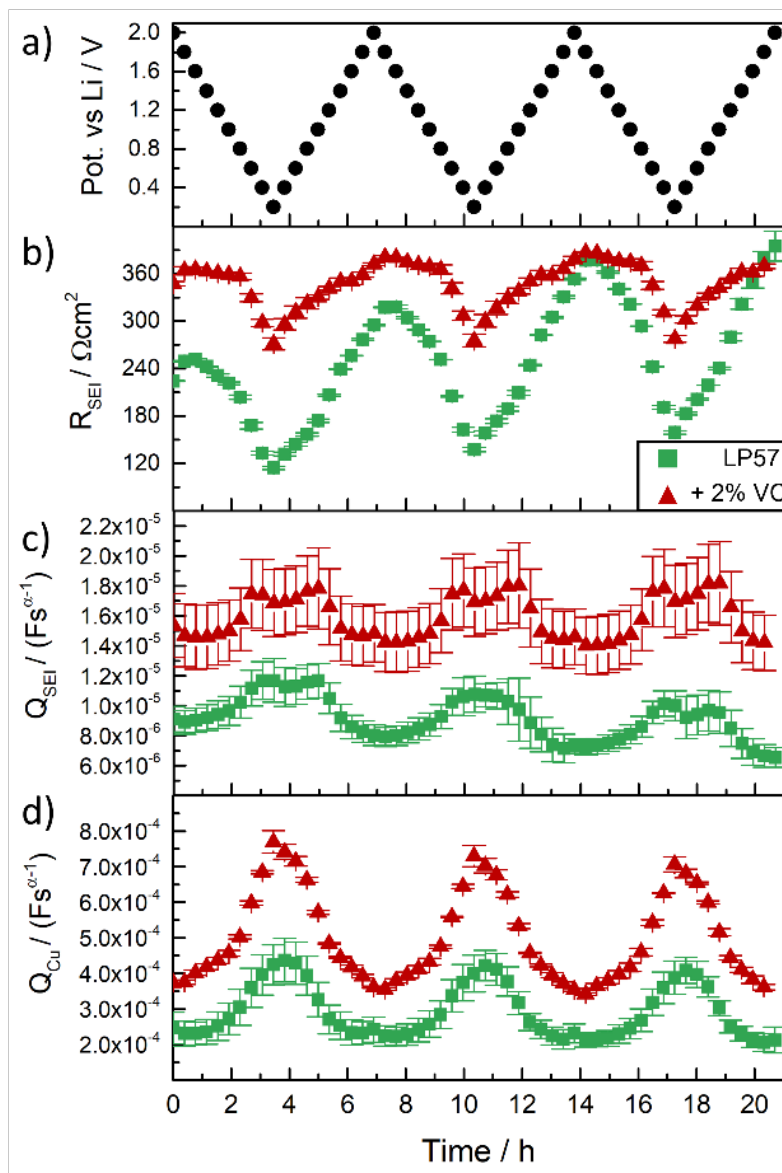 a)
Pot. vs Li / V
2.0
1.6
1.2
0.8
0.4
b)
R_SEI / Ωcm²
360
300
240
180
120
LP57
+ 2% VC
c)
Q_SEI / (Fs^α-1)
2.2x10⁻⁵
2.0x10⁻⁵
1.8x10⁻⁵
1.6x10⁻⁵
1.4x10⁻⁵
1.2x10⁻⁵
1.0x10⁻⁵
8.0x10⁻⁶
6.0x10⁻⁶
d)
Q_Cu / (Fs^α-1)
8.0x10⁻⁴
7.0x10⁻⁴
6.0x10⁻⁴
5.0x10⁻⁴
4.0x10⁻⁴
3.0x10⁻⁴
2.0x10⁻⁴
0 2 4 6 8 10 12 14 16 18 20
Time / h